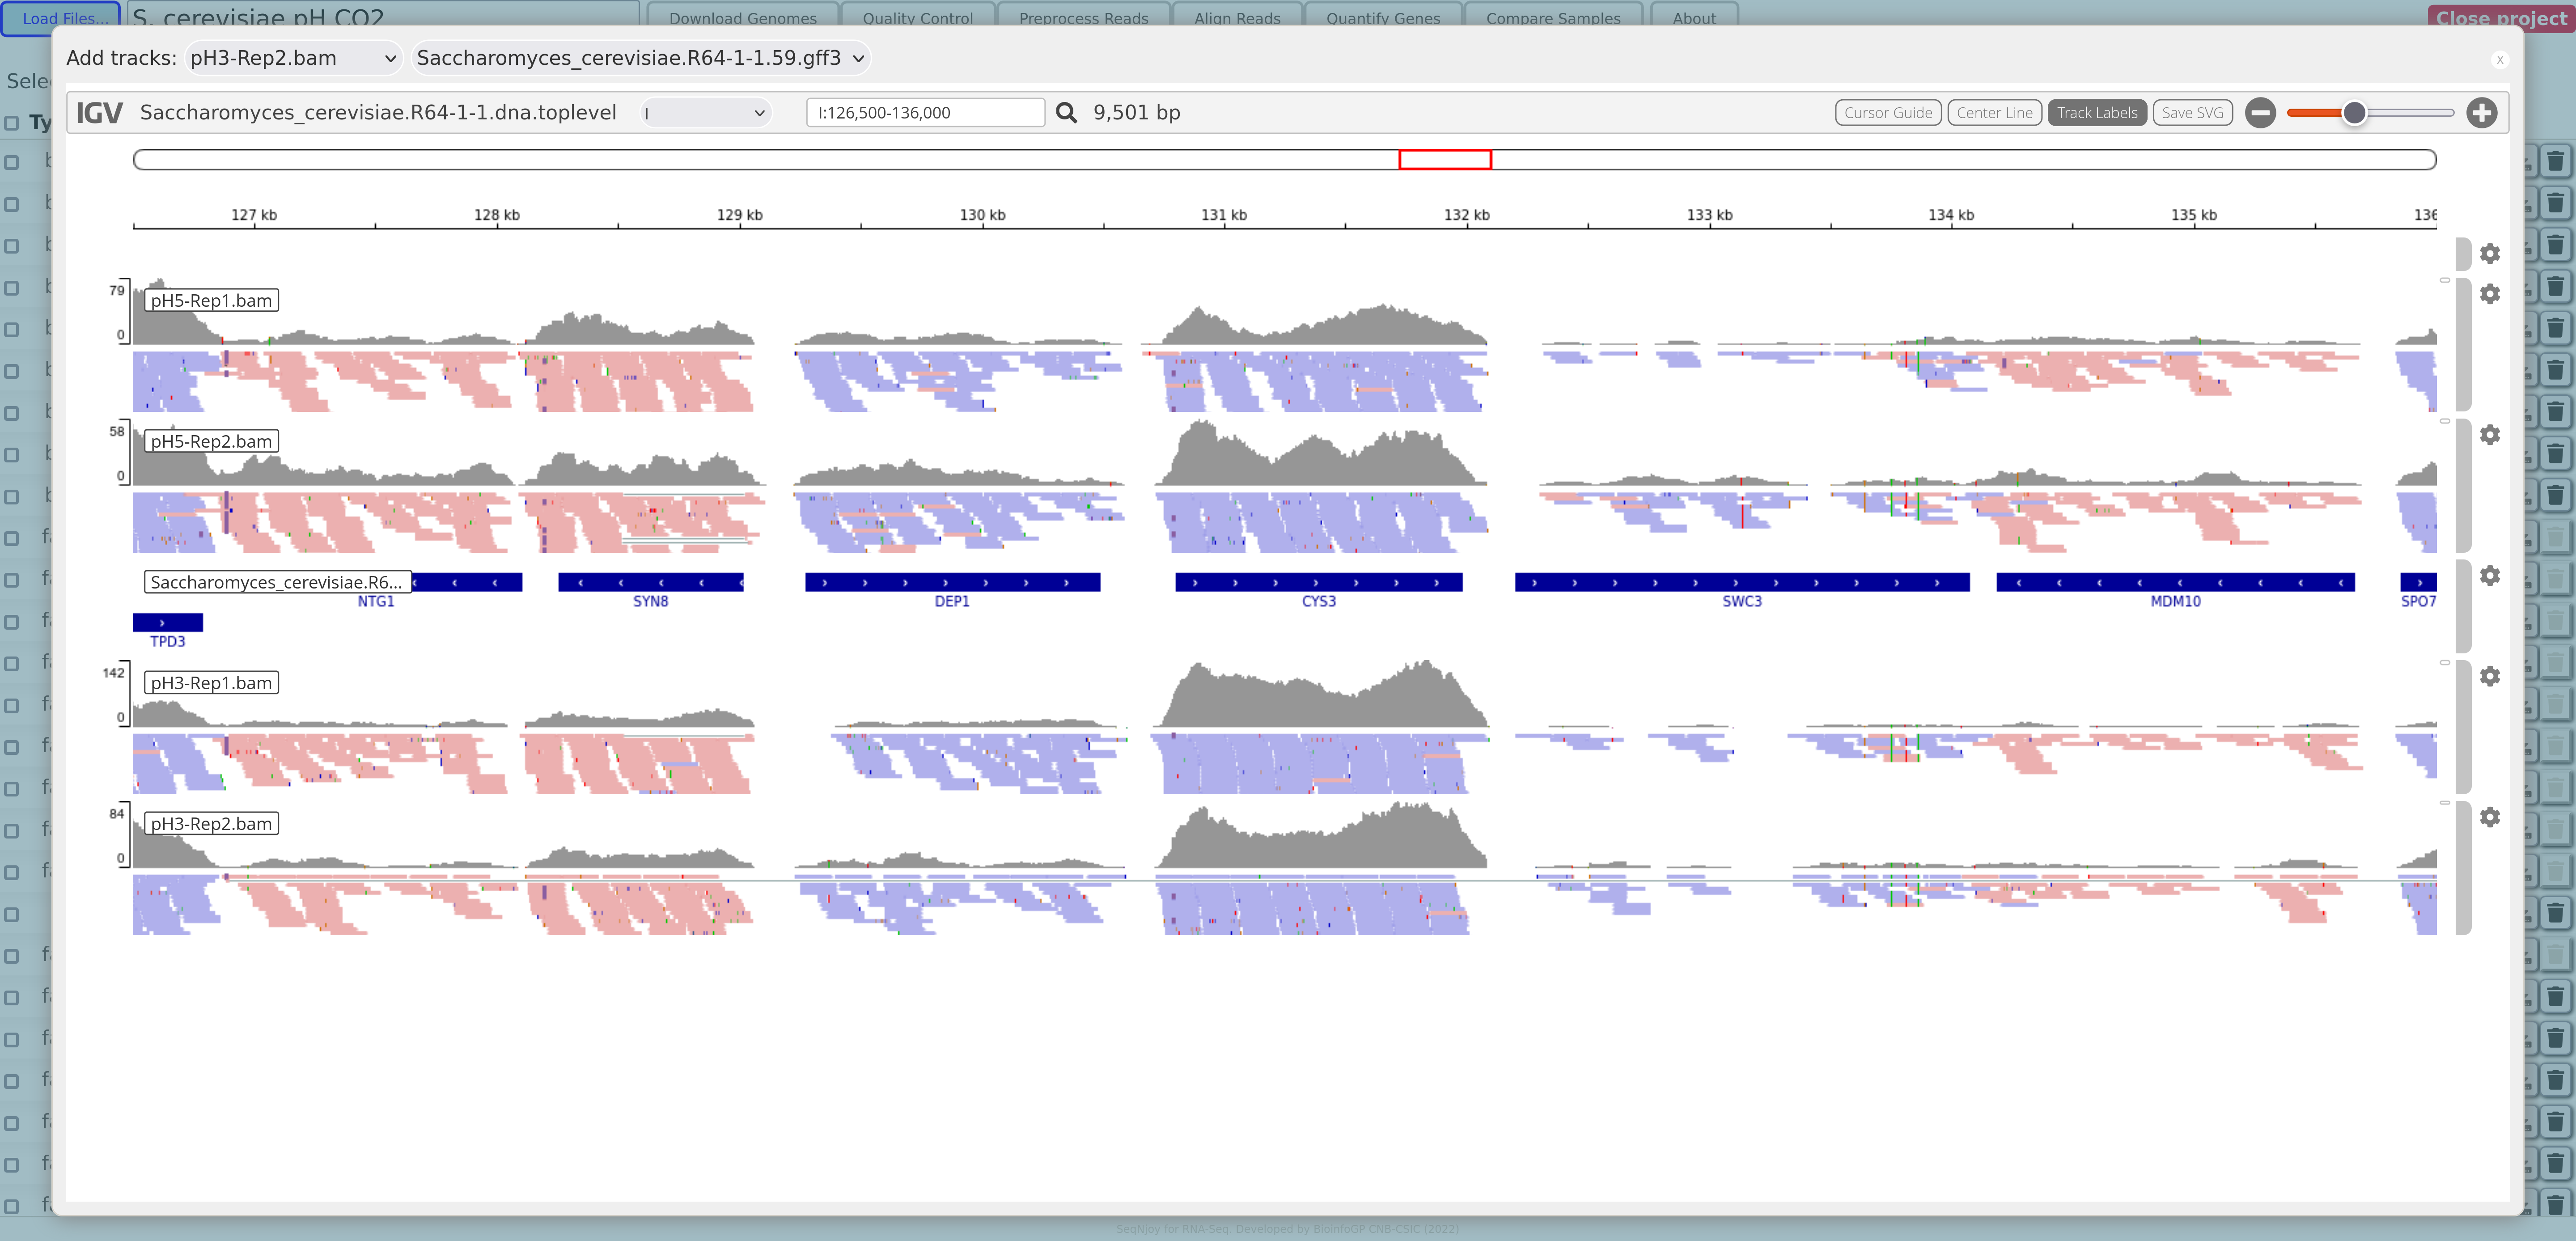 Load Files... S. cerevisiae pH CO2 Download Genomes Quality Control Preprocess Reads Align Reads Quantify Genes Compare Samples About Close project
Add tracks: pH3-Rep2.bam Saccharomyces_cerevisiae.R64-1-1.59.gff3 x
IGV Saccharomyces_cerevisiae.R64-1-1.dna.toplevel I I:126,500-136,000 9,501 bp Cursor Guide Center Line Track Labels Save SVG
127 kb 128 kb 129 kb 130 kb 131 kb 132 kb 133 kb 134 kb 135 kb 136
79 pH5-Rep1.bam
0
58 pH5-Rep2.bam
0
Saccharomyces_cerevisiae.R6...
NTG1 SYN8 DEP1 CYS3 SWC3 MDM10 SPO7
TPD3
142 pH3-Rep1.bam
0
84 pH3-Rep2.bam
0
SeqNjoy for RNA-Seq. Developed by BioinfoGP CNB-CSIC (2022)